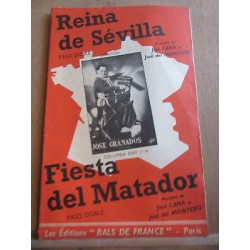 Reina
de Sévilla
PASO DOBLE
Musique de
José CANA et
José del MONTERO
JOSÉ GRANADOS
Fiesta
del Matador
PASO DOBLE
Musique de
José CANA et
José del MONTERO
Les Éditions "BALS DE FRANCE" - Paris